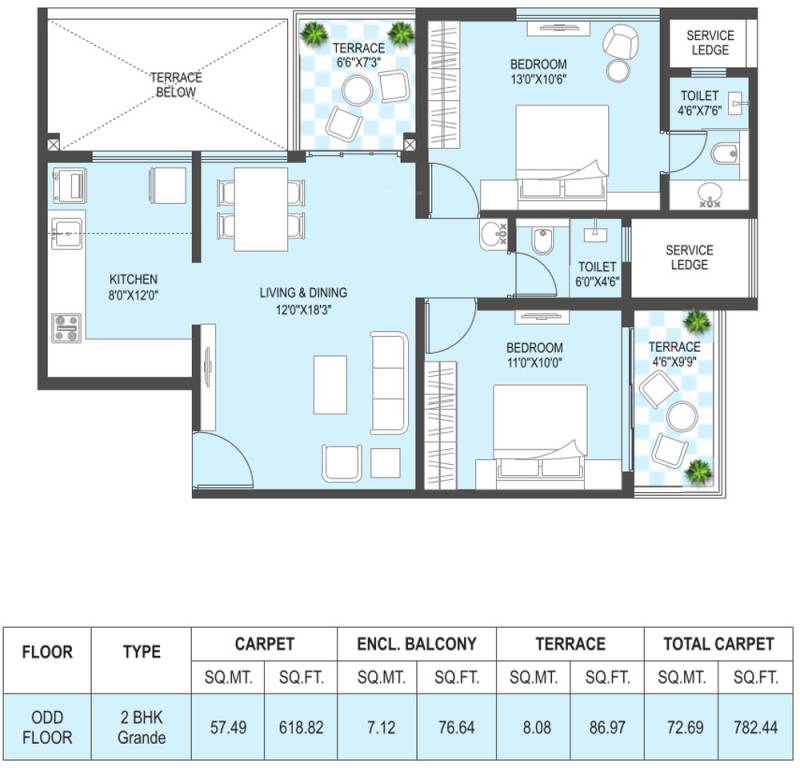 TERRACE
BELOW
TERRACE
6'6"X7'3"
BEDROOM
13'0"X10'6"
SERVICE
LEDGE
TOILET
4'6"X7'6"
KITCHEN
8'0"X12'0"
LIVING & DINING
12'0"X18'3"
TOILET
6'0"X4'6"
SERVICE
LEDGE
BEDROOM
11'0"X10'0"
TERRACE
4'6"X9'9"
FLOOR TYPE CARPET ENCL. BALCONY TERRACE TOTAL CARPET
SQ.MT. SQ.FT. SQ.MT. SQ.FT. SQ.MT. SQ.FT. SQ.MT. SQ.FT.
ODD FLOOR 2 BHK Grande 57.49 618.82 7.12 76.64 8.08 86.97 72.69 782.44